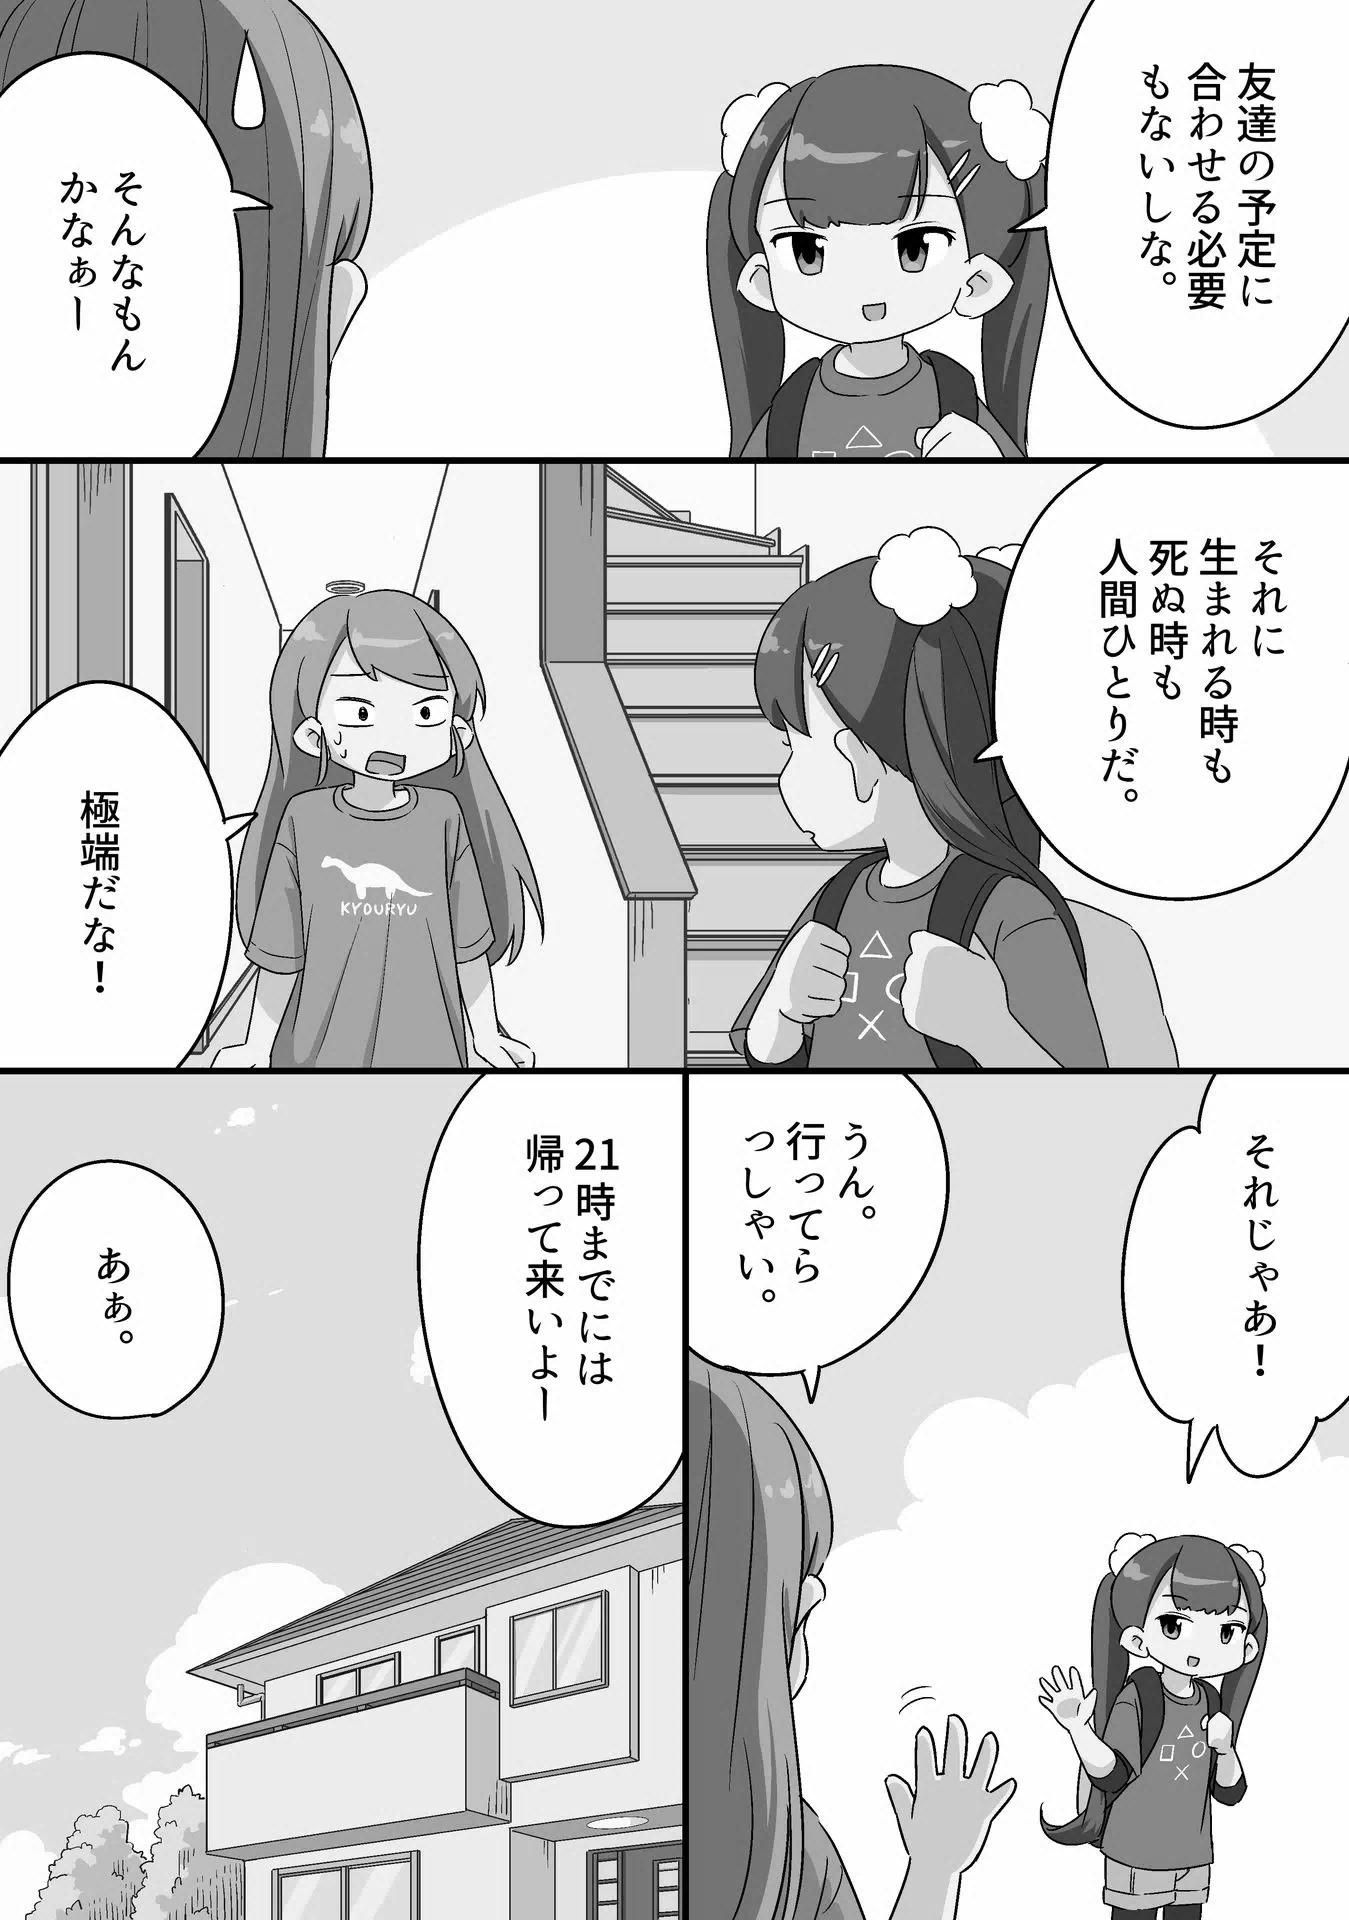 友達の予定に
合わせる必要
もないしな。
そんなもん
かなぁー
それに
生まれる時も
死ぬ時も
人間ひとりだ。
極端だな！
KYOURYU
それじゃあ！
うん。
行ってら
っしゃい。
21時までには
帰って来いよー
あぁ。